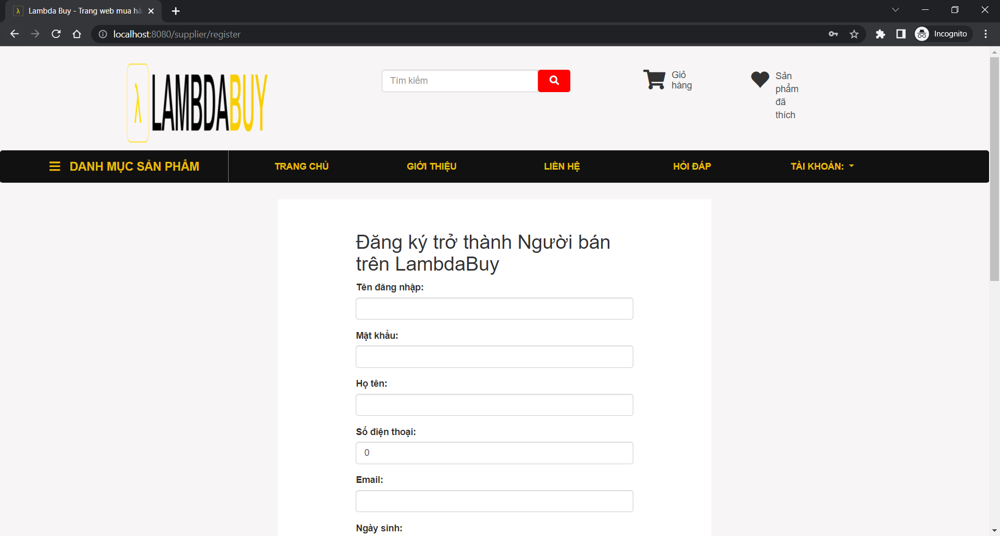 λ Lambda Buy - Trang web mua hà
localhost:8080/supplier/register
Incognito
λ LAMBDABUY
Tìm kiếm
Giỏ
hàng
Sản
phẩm
đã
thích
DANH MỤC SẢN PHẨM
TRANG CHỦ
GIỚI THIỆU
LIÊN HỆ
HỎI ĐÁP
TÀI KHOẢN:
Đăng ký trở thành Người bán
trên LambdaBuy
Tên đăng nhập:
Mật khẩu:
Họ tên:
Số điện thoại:
0
Email:
Ngày sinh: